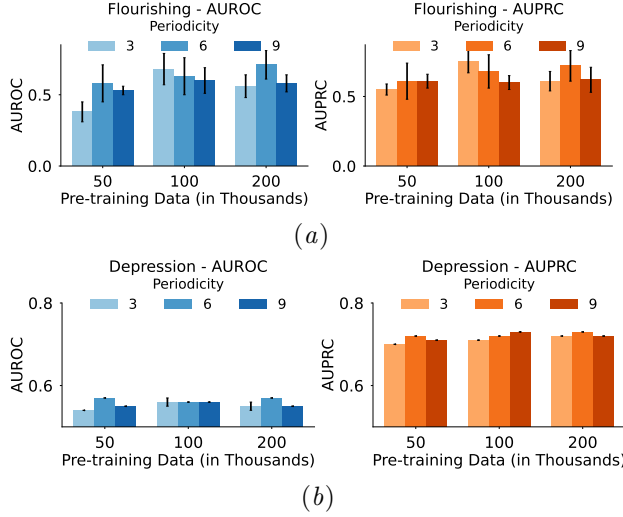 Flourishing - AUROC
Periodicity
3 6 9
AUROC
0.5
0.0
50 100 200
Pre-training Data (in Thousands)
Flourishing - AUPRC
Periodicity
3 6 9
AUPRC
0.5
0.0
50 100 200
Pre-training Data (in Thousands)
(a)
Depression - AUROC
Periodicity
3 6 9
AUROC
0.8
0.6
50 100 200
Pre-training Data (in Thousands)
Depression - AUPRC
Periodicity
3 6 9
AUPRC
0.8
0.6
50 100 200
Pre-training Data (in Thousands)
(b)